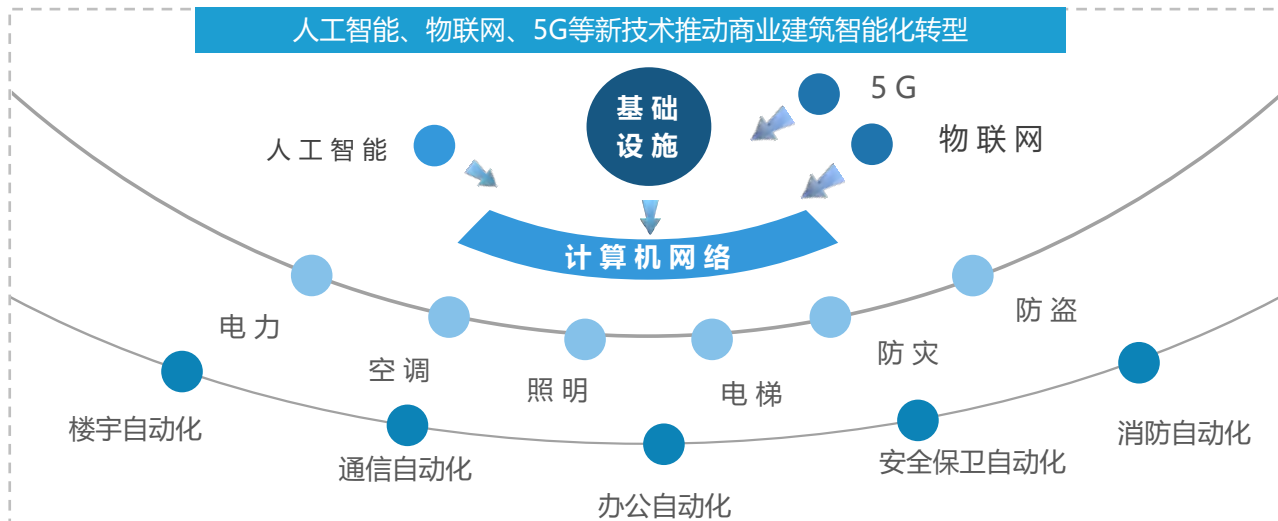 人工智能、物联网、5G等新技术推动商业建筑智能化转型
基础
设施
5G
人工智能
物联网
计算机网络
电力
空调
照明
电梯
防灾
防盗
楼宇自动化
通信自动化
办公自动化
安全保卫自动化
消防自动化